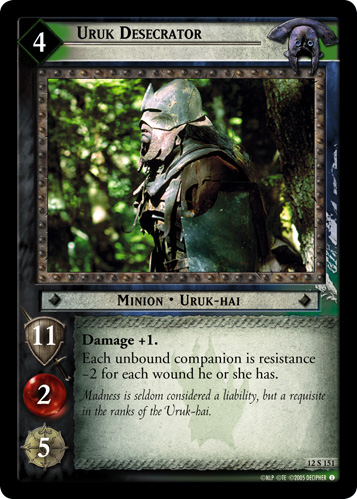 4 Uruk Desecrator
Minion • Uruk-hai
11
Damage +1.
Each unbound companion is resistance
-2 for each wound he or she has.
2
Madness is seldom considered a liability, but a requisite
in the ranks of the Uruk-hai.
5
12 S 151
©NLP ©TE ©2005 DECIPHER